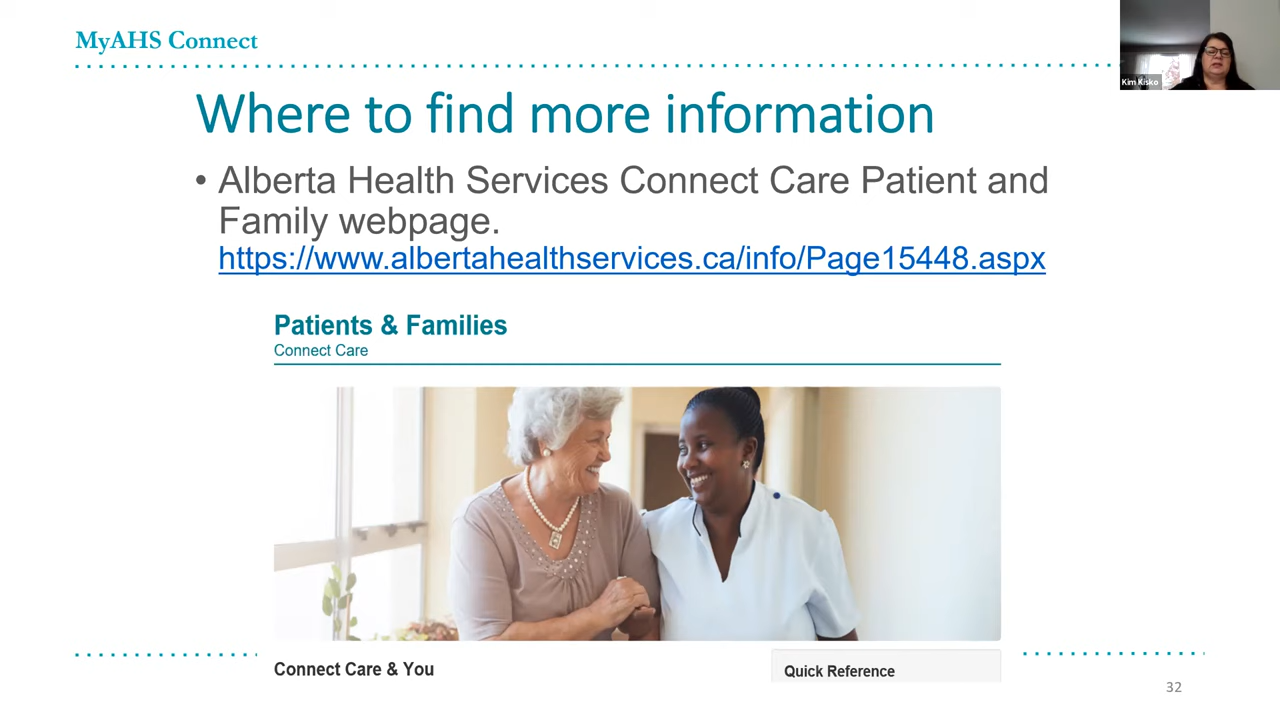 MyAHS Connect
Kim Kisko
Where to find more information
• Alberta Health Services Connect Care Patient and
Family webpage.
https://www.albertahealthservices.ca/info/Page15448.aspx
Patients & Families
Connect Care
Connect Care & You
Quick Reference
32